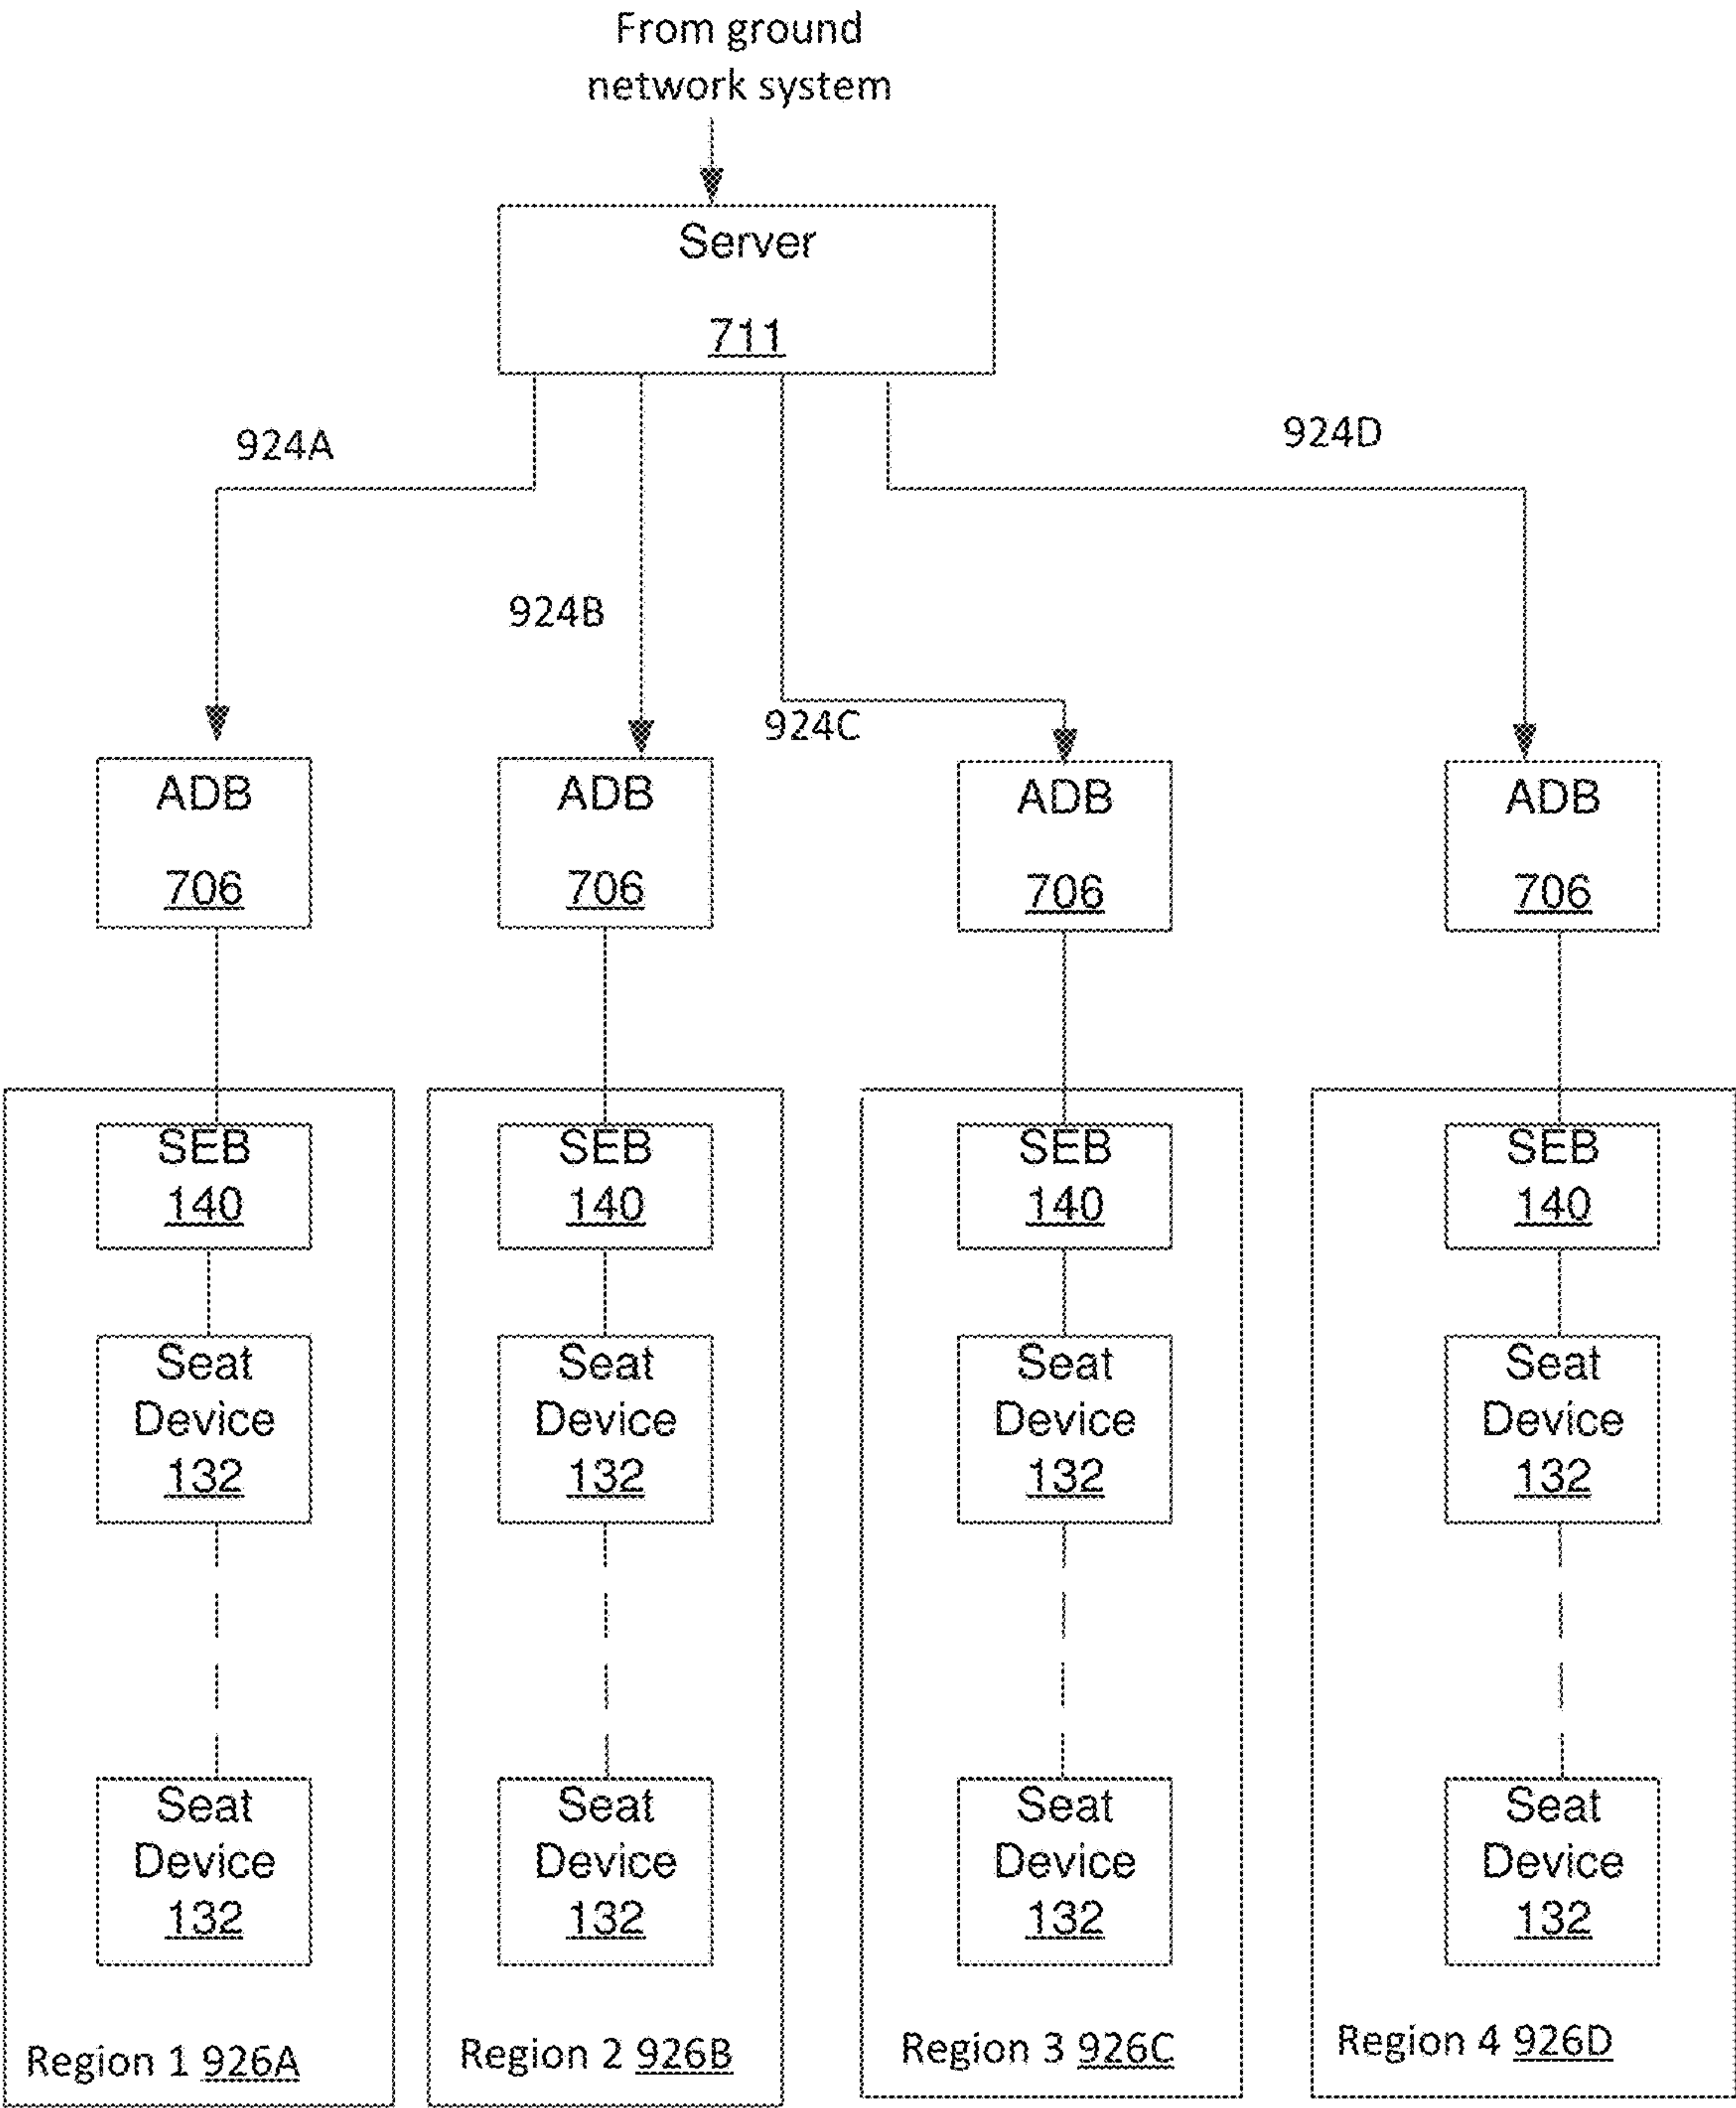 From ground
network system
Server
711
924A
924D
924B
924C
ADB
706
ADB
706
ADB
706
ADB
706
SEB
140
SEB
140
SEB
140
SEB
140
Seat
Device
132
Seat
Device
132
Seat
Device
132
Seat
Device
132
Seat
Device
132
Seat
Device
132
Seat
Device
132
Seat
Device
132
Region 1 926A
Region 2 926B
Region 3 926C
Region 4 926D